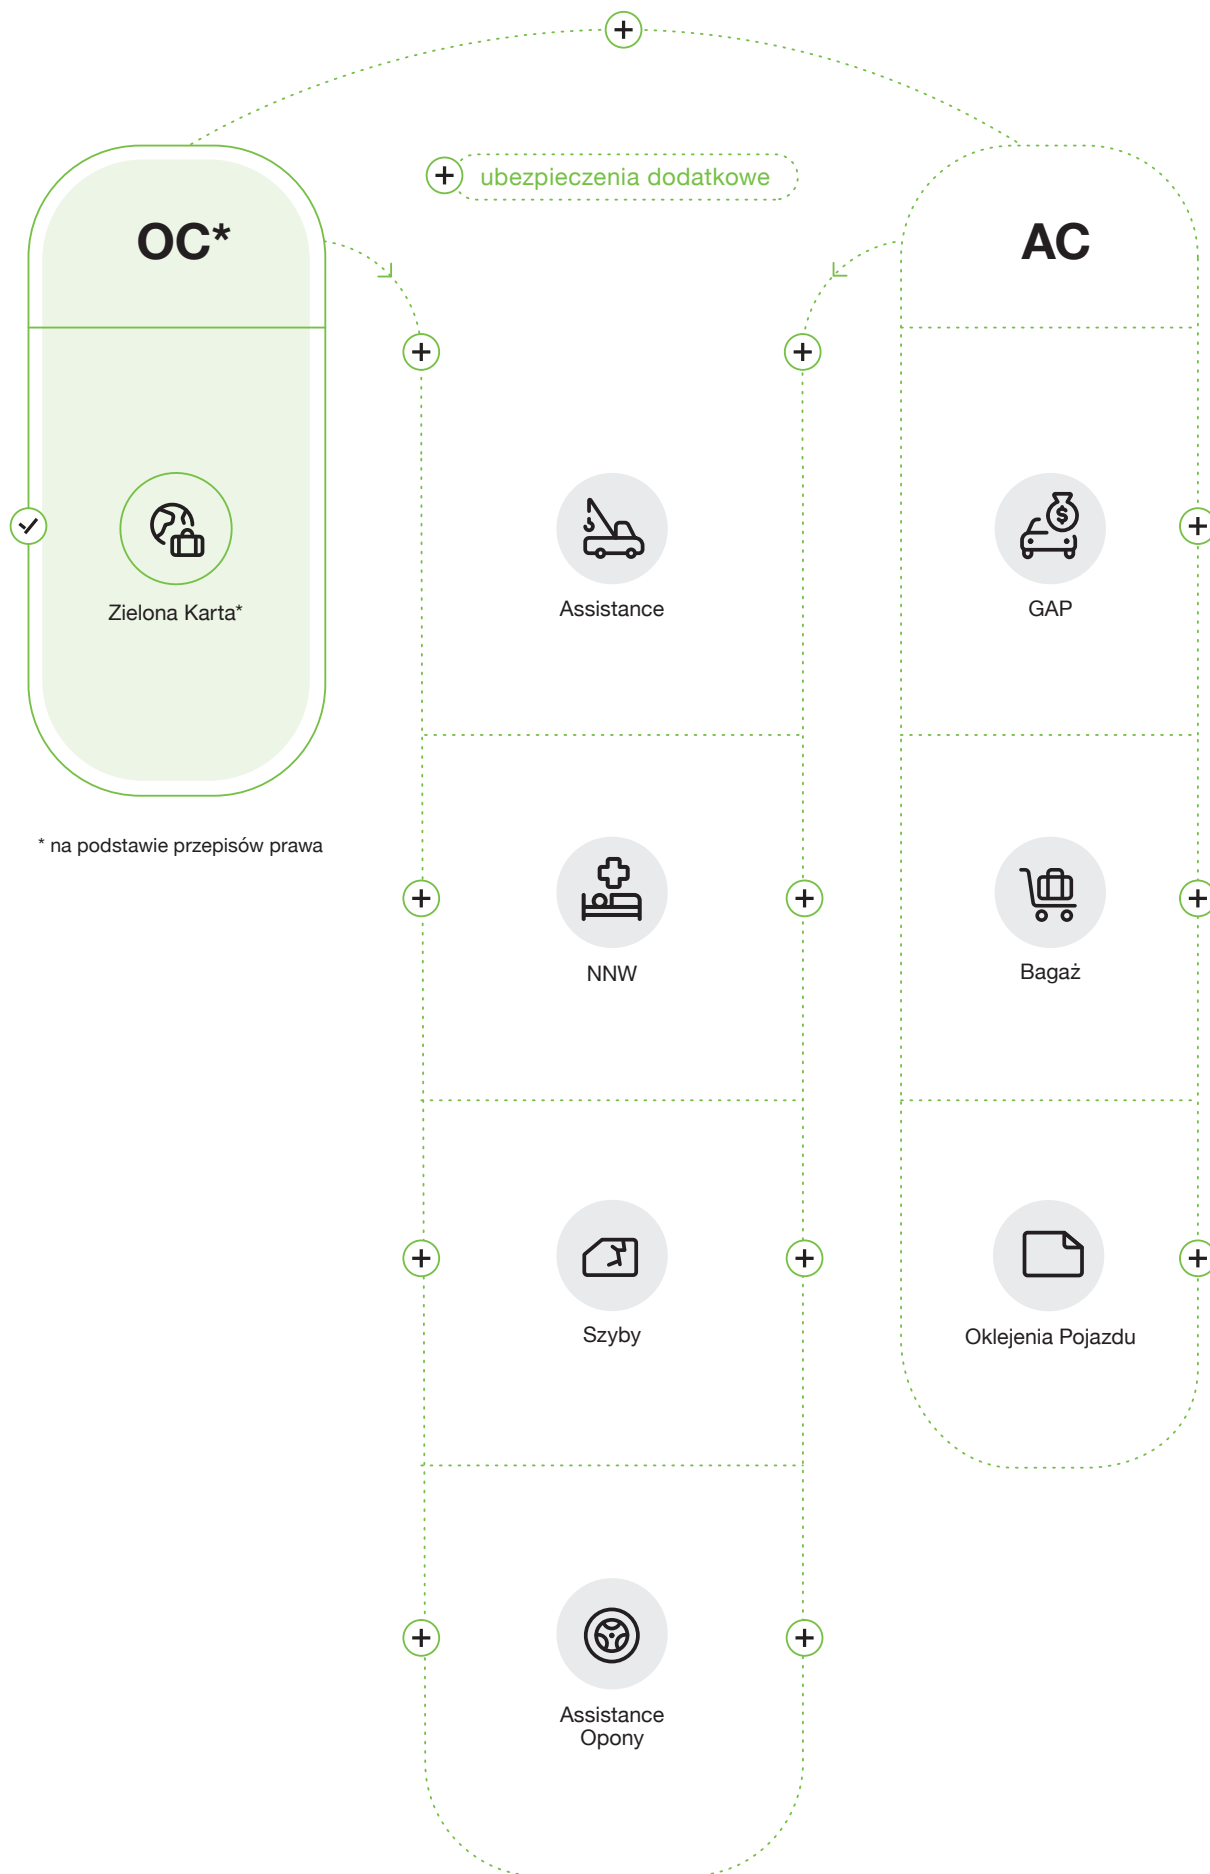 ubezpieczenia dodatkowe
OC*
AC
Zielona Karta*
Assistance
GAP
* na podstawie przepisów prawa
NNW
Bagaż
Szyby
Oklejenia Pojazdu
Assistance
Opony